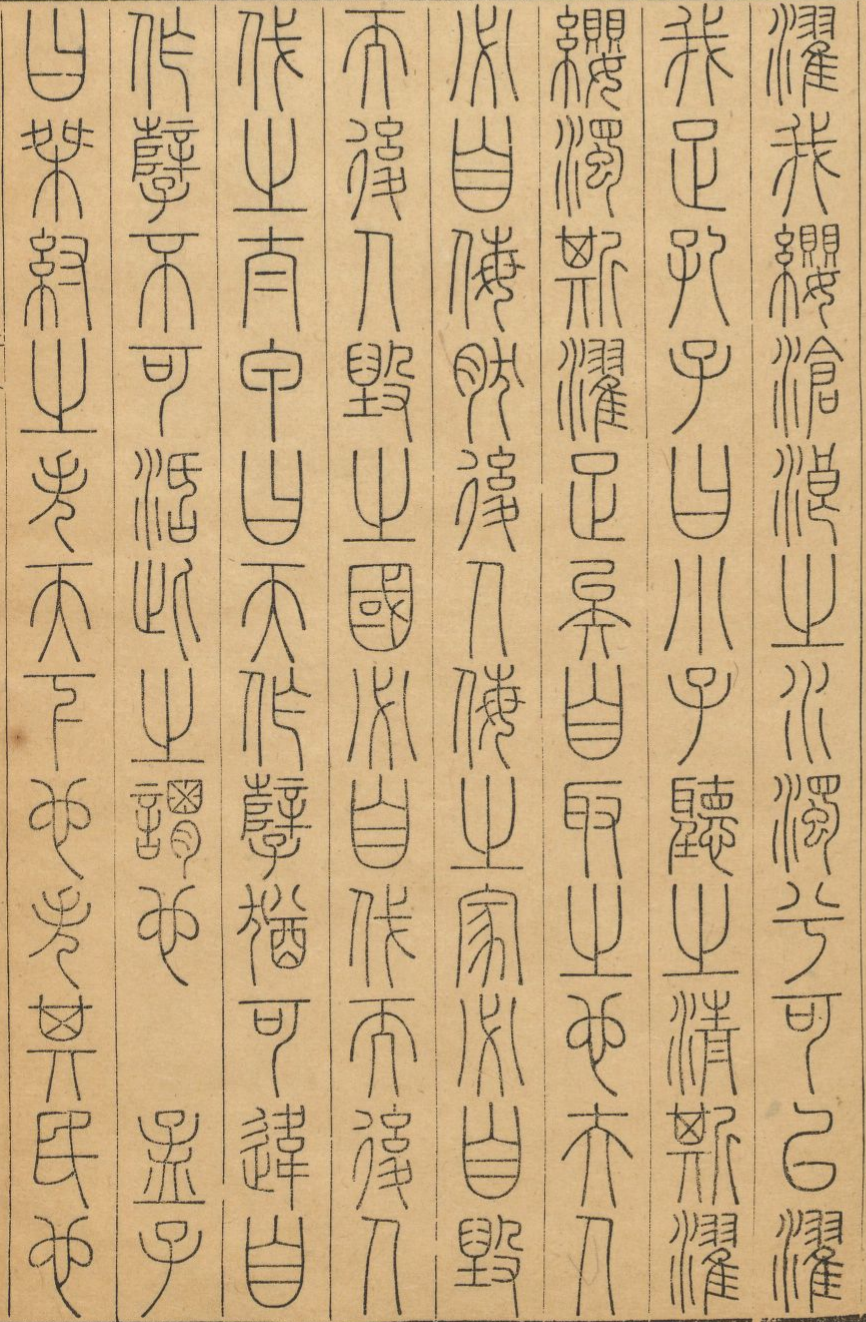 濯我纓滄浪之水濁兮可以濯
我足孔子曰小子聽之清斯濯
纓濁斯濯足矣自取之也夫人
必自侮然後人侮之家必自毀
而後人毀之國必自伐而後人
伐之太甲曰天作孽猶可違自
作孽不可活此之謂也　孟子
曰桀紂之失天下也失其民也